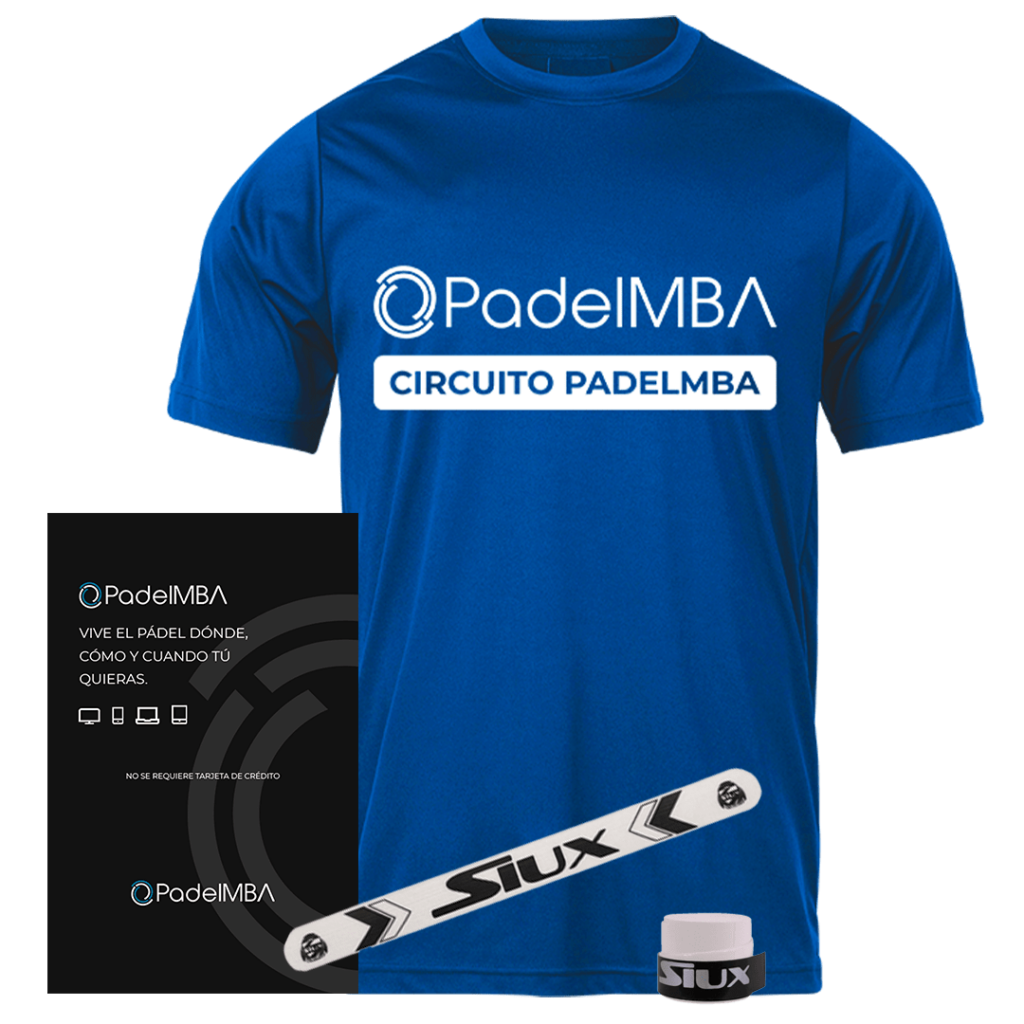 PadelMBA
CIRCUITO PADELMBA
PadelMBA
VIVE EL PÁDEL DÓNDE,
CÓMO Y CUANDO TÚ
QUIERAS.
NO SE REQUIERE TARJETA DE CRÉDITO
PadelMBA
SIUX
SIUX